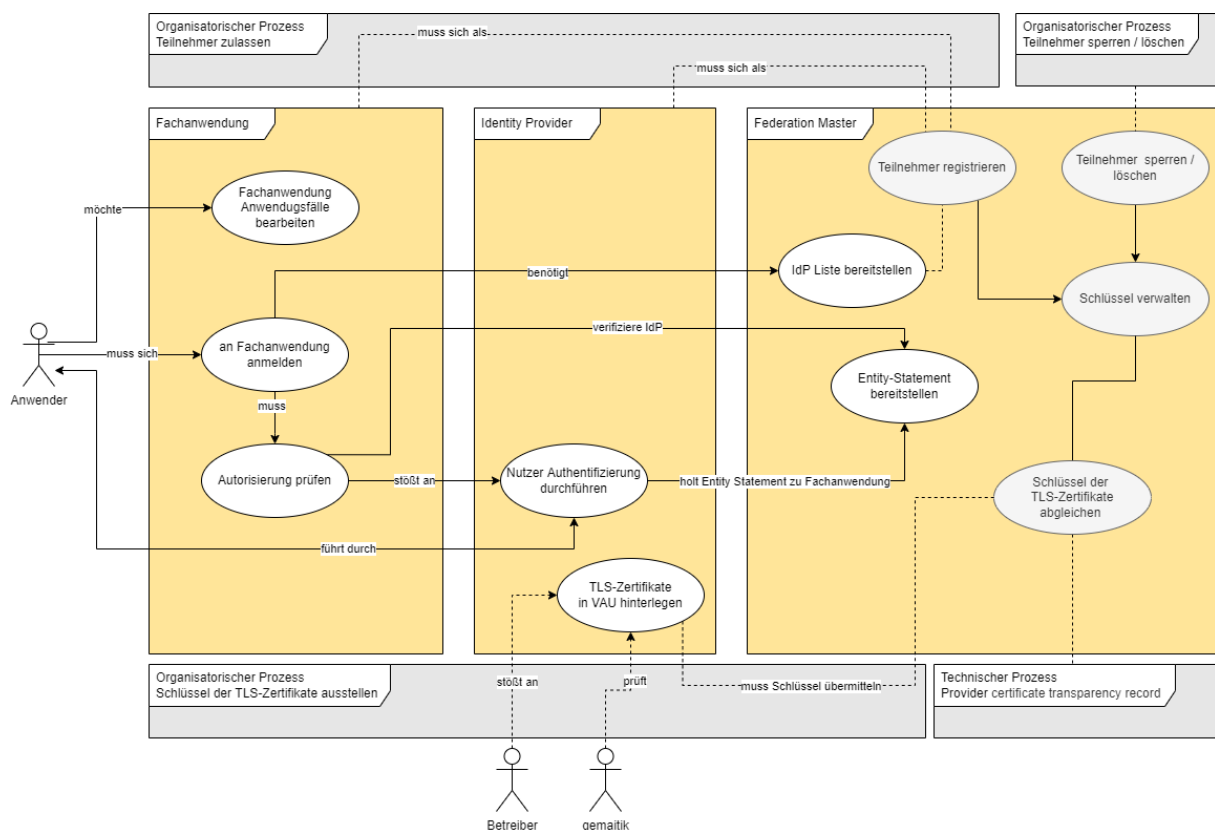 Organisatorischer Prozess
Teilnehmer zulassen
Organisatorischer Prozess
Teilnehmer sperren / löschen
muss sich als
muss sich als
Fachanwendung
Identity Provider
Federation Master
Teilnehmer registrieren
Teilnehmer sperren /
löschen
Fachanwendung
Anwendugsfälle
bearbeiten
möchte
IdP Liste bereitstellen
benötigt
Schlüssel verwalten
verifiziere IdP
an Fachanwendung
anmelden
muss sich
Entity-Statement
bereitstellen
Anwender
muss
Autorisierung prüfen
stößt an
Nutzer Authentifizierung
durchführen
holt Entity Statement zu Fachanwendung
Schlüssel der
TLS-Zertifikate
abgleichen
führt durch
TLS-Zertifikate
in VAU hinterlegen
Organisatorischer Prozess
Schlüssel der TLS-Zertifikate ausstellen
stößt an
prüft
muss Schlüssel übermitteln
Technischer Prozess
Provider certificate transparency record
Betreiber
gemaitik